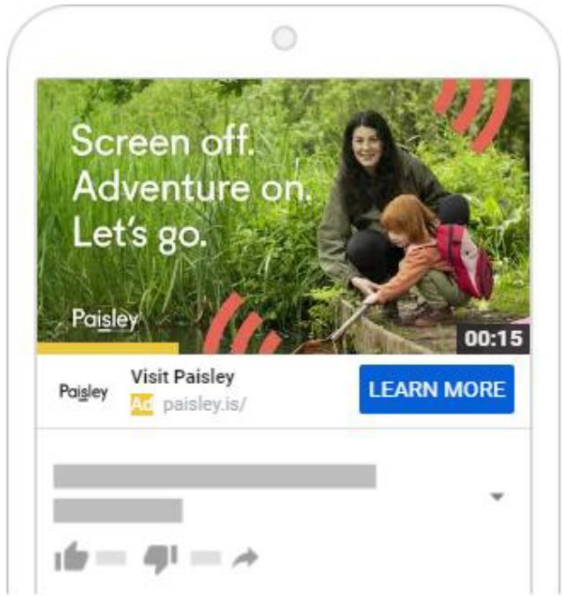 Screen off.
Adventure on.
Let's go.
Paisley
00:15
Paisley
Visit Paisley
Ad paisley.is/
LEARN MORE